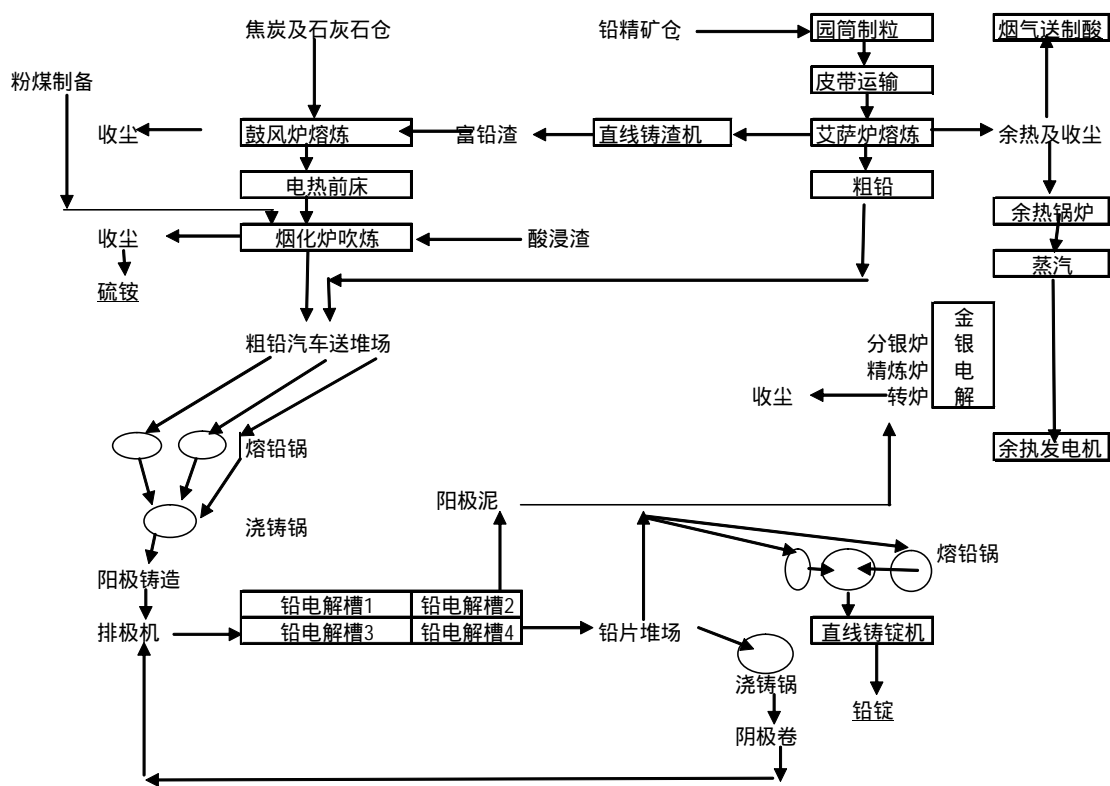 焦炭及石灰石仓
铅精矿仓
园筒制粒
烟气送制酸
粉煤制备
皮带运输
收尘
鼓风炉熔炼
富铅渣
直线铸渣机
艾萨炉熔炼
余热及收尘
电热前床
粗铅
余热锅炉
收尘
烟化炉吹炼
酸浸渣
蒸汽
硫铵
粗铅汽车送堆场
分银炉
精炼炉
转炉
金
银
电
解
收尘
熔铅锅
余执发电机
阳极泥
浇铸锅
熔铅锅
阳极铸造
铅电解槽1
铅电解槽2
排极机
铅电解槽3
铅电解槽4
铅片堆场
直线铸锭机
浇铸锅
铅锭
阴极卷